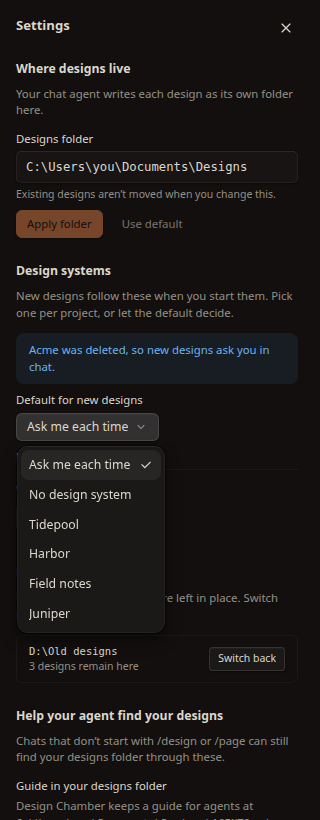 Settings
Where designs live
Your chat agent writes each design as its own folder
here.
Designs folder
C:\Users\you\Documents\Designs
Existing designs aren't moved when you change this.
Apply folder
Use default
Design systems
New designs follow these when you start them. Pick
one per project, or let the default decide.
Acme was deleted, so new designs ask you in
chat.
Default for new designs
Ask me each time
Ask me each time
No design system
Tidepool
Harbor
Field notes
Juniper
left in place. Switch
D:\Old designs
3 designs remain here
Switch back
Help your agent find your designs
Chats that don't start with /design or /page can still
find your designs folder through these.
Guide in your designs folder
Design Chamber keeps a guide for agents at